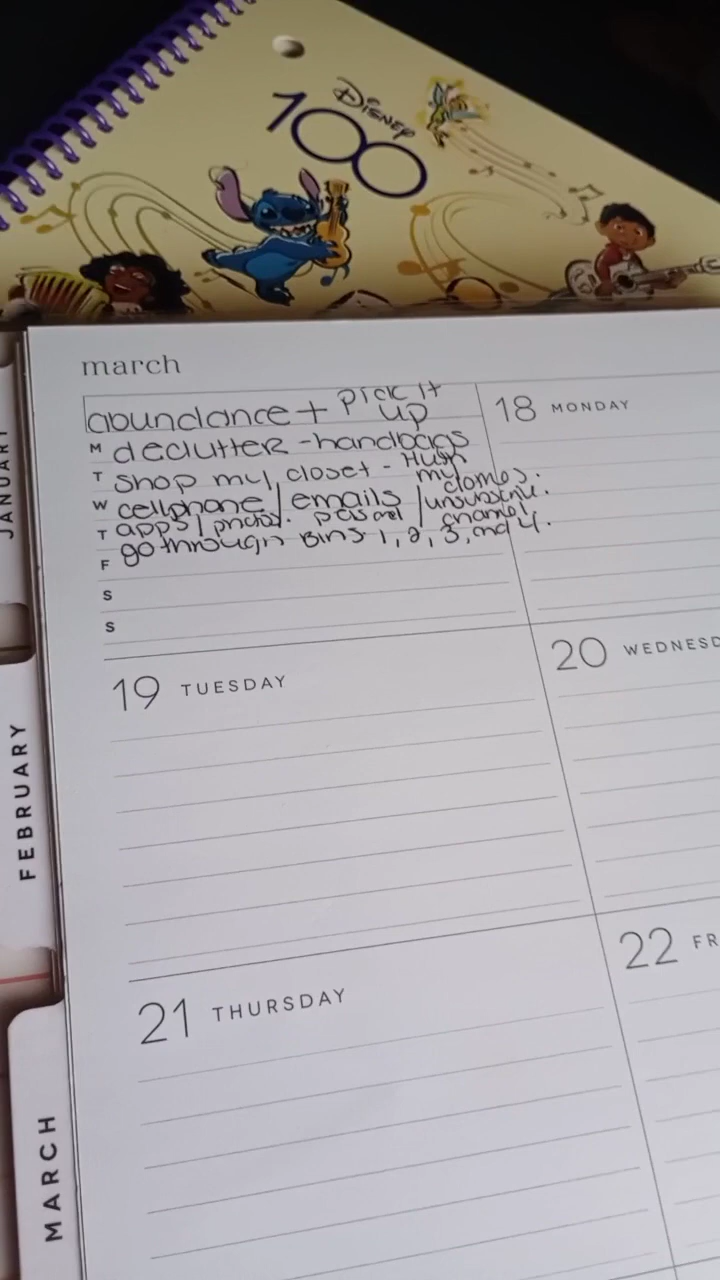 DISNEY
100
march
abundance + Pick It
up
M declutter - handbags
T shop my closet - Hush
my clothes.
W cellphone / emails / unsubscribe.
T apps / photos.
F go through BINS 1, 2, 3, and 4.
S
S
18 MONDAY
19 TUESDAY
20 WEDNESD
21 THURSDAY
22 FR
JANUARY
FEBRUARY
MARCH